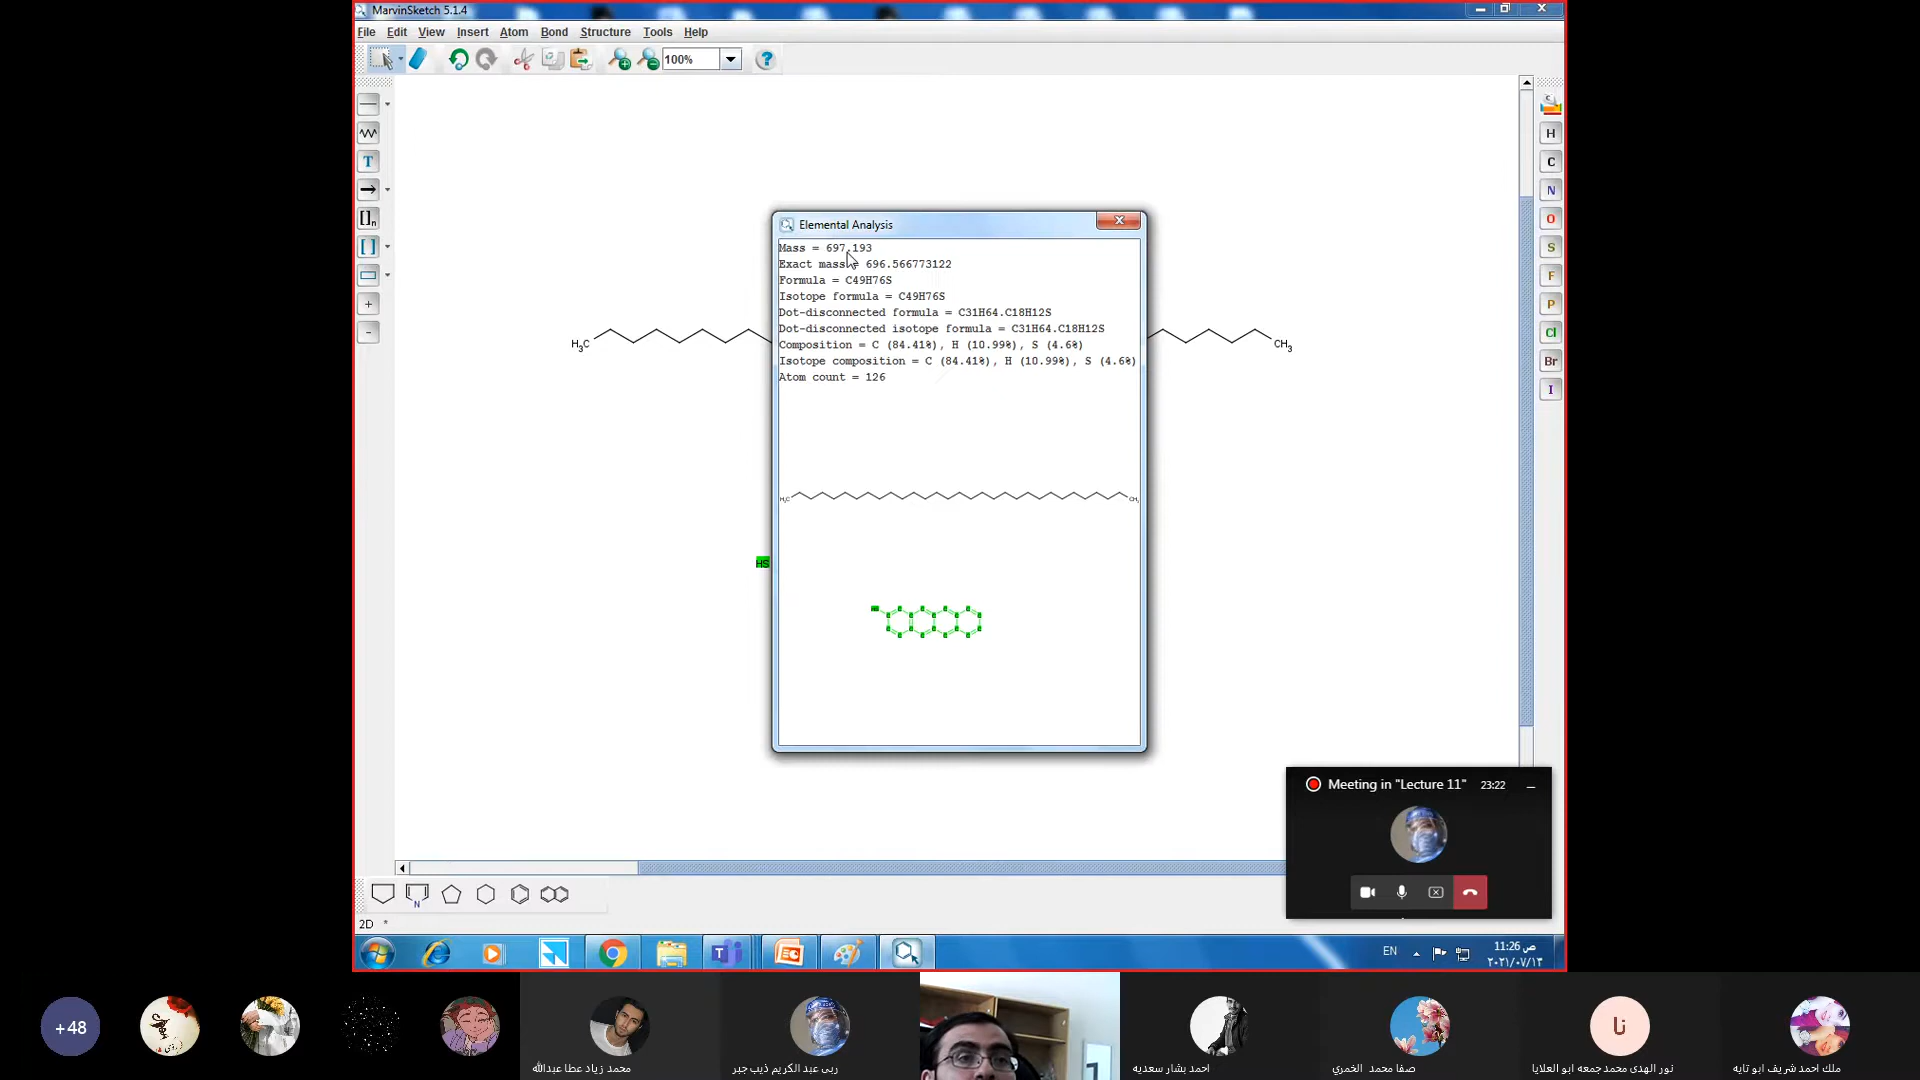 MarvinSketch 5.1.4
File Edit View Insert Atom Bond Structure Tools Help
100%
T
[]n
[ ]
H
C
N
O
S
F
P
Cl
Br
I
Elemental Analysis
Mass = 697.193
Exact mass = 696.566773122
Formula = C49H76S
Isotope formula = C49H76S
Dot-disconnected formula = C31H64.C18H12S
Dot-disconnected isotope formula = C31H64.C18H12S
Composition = C (84.41%), H (10.99%), S (4.6%)
Isotope composition = C (84.41%), H (10.99%), S (4.6%)
Atom count = 126
H3C
CH3
HS
Meeting in "Lecture 11" 23:22
N
2D *
EN
11:26 ص
٢٠٢١/٠٧/١٣
+48
نا
محمد زياد عطا عبدالله
ربى عبد الكريم ذيب جبر
احمد بشار سعديه
صفا محمد الخمري
نور الهدى محمدجمعه ابو العلايا
ملك احمد شريف ابو تايه